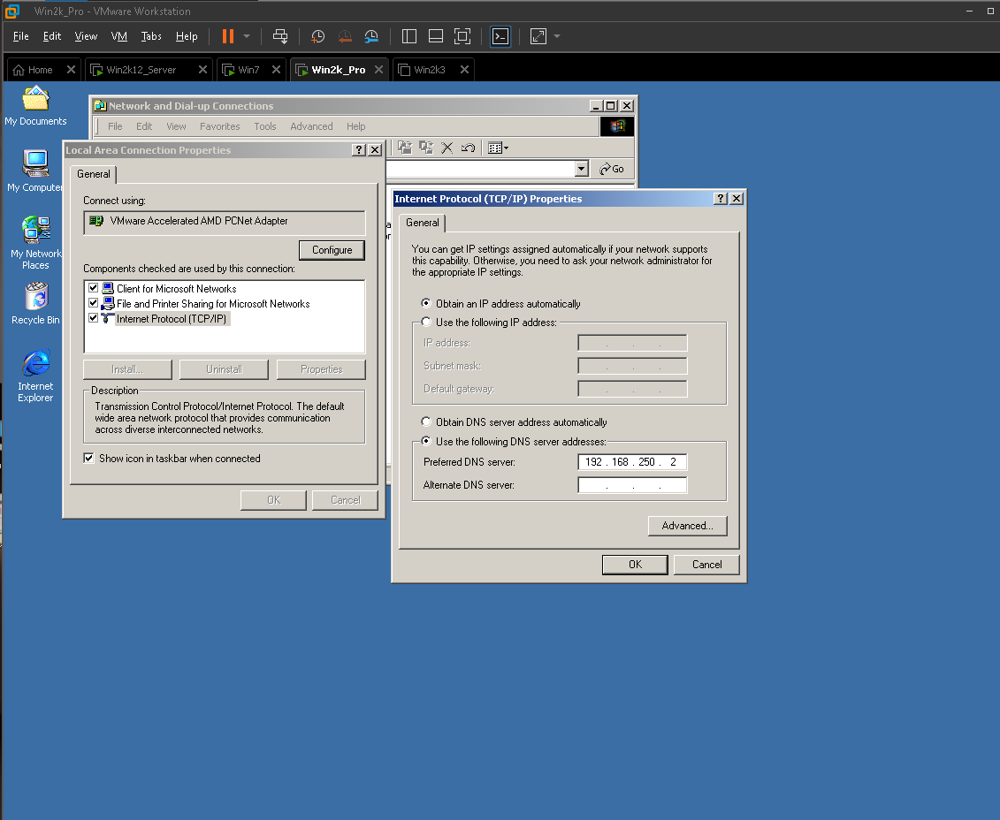 Win2k_Pro - VMware Workstation
File Edit View VM Tabs Help
Home Win2k12_Server Win7 Win2k_Pro Win2k3
My Documents
My Computer
My Network
Places
Recycle Bin
Internet
Explorer
Network and Dial-up Connections
File Edit View Favorites Tools Advanced Help
Go
Local Area Connection Properties
General
Connect using:
VMware Accelerated AMD PCNet Adapter
Configure
Components checked are used by this connection:
Client for Microsoft Networks
File and Printer Sharing for Microsoft Networks
Internet Protocol (TCP/IP)
Install... Uninstall Properties
Description
Transmission Control Protocol/Internet Protocol. The default
wide area network protocol that provides communication
across diverse interconnected networks.
Show icon in taskbar when connected
OK Cancel
Internet Protocol (TCP/IP) Properties
General
You can get IP settings assigned automatically if your network supports
this capability. Otherwise, you need to ask your network administrator for
the appropriate IP settings.
Obtain an IP address automatically
Use the following IP address:
IP address:
Subnet mask:
Default gateway:
Obtain DNS server address automatically
Use the following DNS server addresses:
Preferred DNS server: 192 . 168 . 250 . 2
Alternate DNS server:
Advanced...
OK Cancel